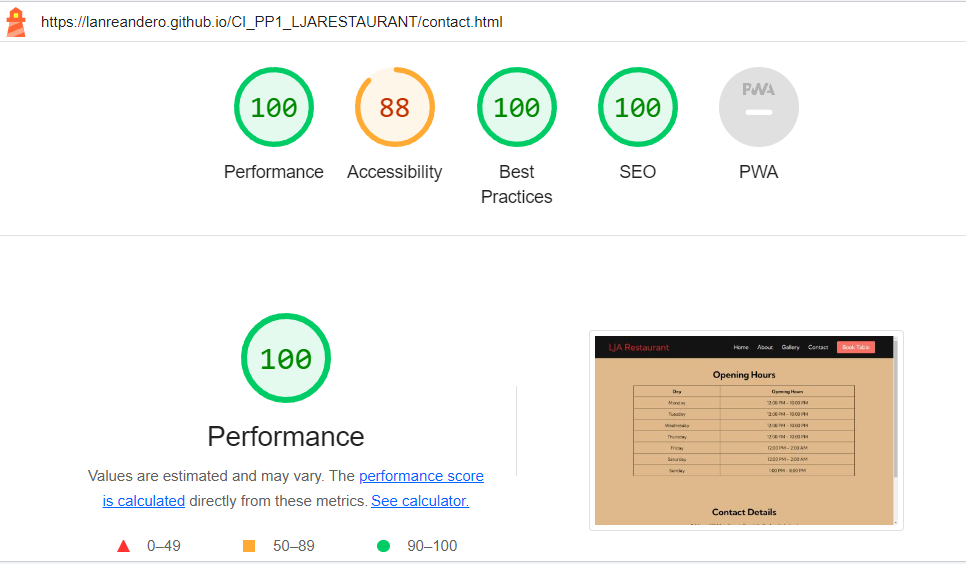 https://lanreandero.github.io/CI_PP1_LJARESTAURANT/contact.html
100
88
100
100
PWA
Performance
Accessibility
Best
Practices
SEO
PWA
100
Performance
Values are estimated and may vary. The performance score
is calculated directly from these metrics. See calculator.
0–49
50–89
90–100
LJA Restaurant
Home About Gallery Contact Book Table
Opening Hours
Day Opening Hours
Monday 12:00 PM - 10:00 PM
Tuesday 12:00 PM - 10:00 PM
Wednesday 12:00 PM - 10:00 PM
Thursday 12:00 PM - 10:00 PM
Friday 12:00 PM - 2:00 AM
Saturday 12:00 PM - 2:00 AM
Sunday 1:00 PM - 8:00 PM
Contact Details